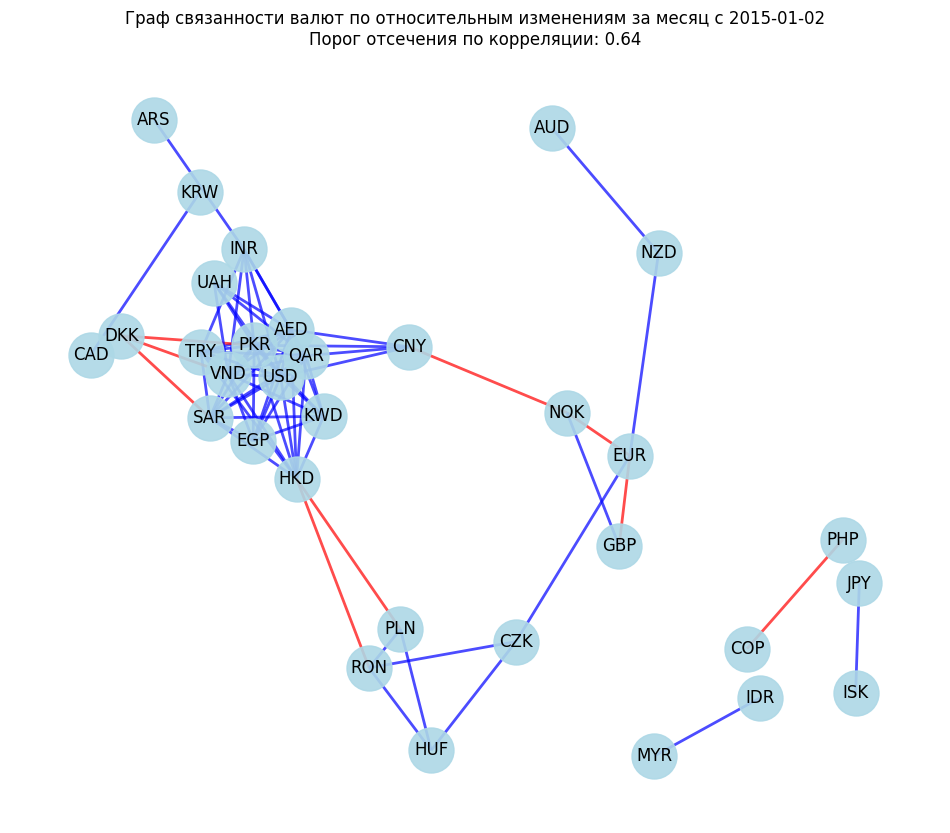 Граф связанности валют по относительным изменениям за месяц с 2015-01-02
Порог отсечения по корреляции: 0.64
ARS
AUD
KRW
INR
NZD
UAH
AED
DKK
PKR
CNY
TRY
QAR
CAD
VND
USD
NOK
SAR
KWD
EGP
EUR
HKD
GBP
PHP
JPY
PLN
CZK
COP
RON
ISK
IDR
HUF
MYR